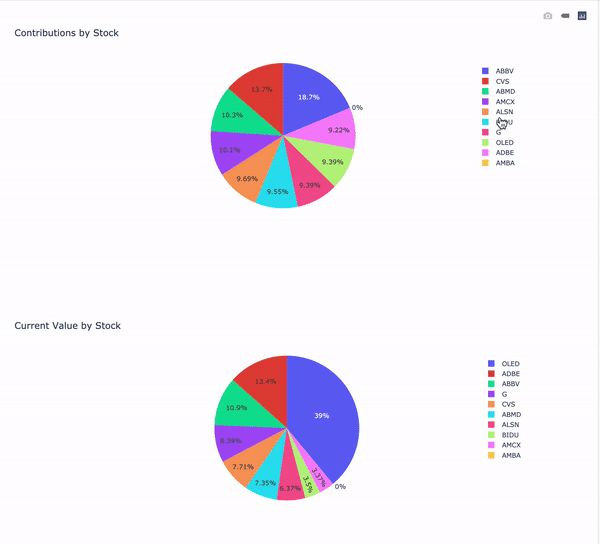 Contributions by Stock
18.7%
0%
9.22%
9.39%
9.39%
9.55%
9.69%
10.1%
10.3%
13.7%
ABBV
CVS
ABMD
AMCX
ALSN
G
OLED
ADBE
AMBA
Current Value by Stock
39%
0%
3.37%
3.5%
6.37%
7.35%
7.71%
8.39%
10.9%
13.4%
OLED
ADBE
ABBV
G
CVS
ABMD
ALSN
BIDU
AMCX
AMBA